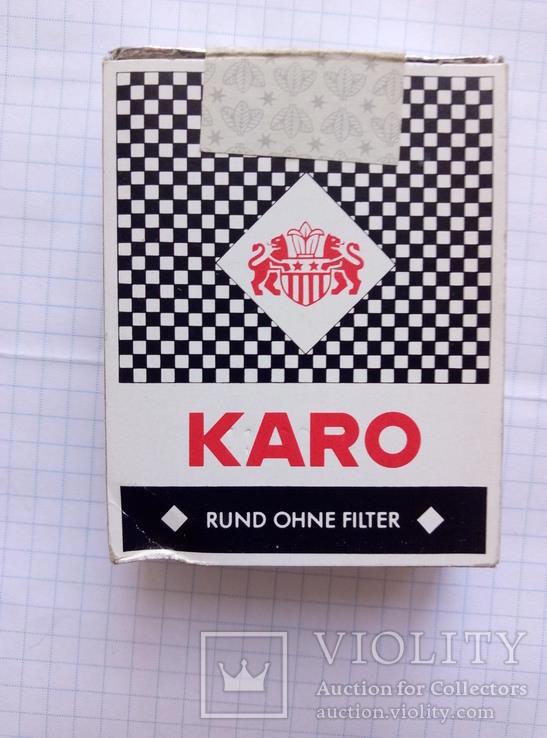 KARO
RUND OHNE FILTER
VIOLITY
Auction for Collectors
auction.violity.com